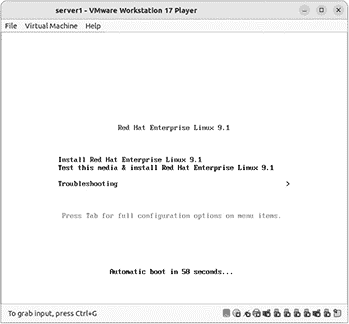 server1 - VMware Workstation 17 Player
File Virtual Machine Help
Red Hat Enterprise Linux 9.1
Install Red Hat Enterprise Linux 9.1
Test this media & install Red Hat Enterprise Linux 9.1
Troubleshooting >
Press Tab for full configuration options on menu items.
Automatic boot in 58 seconds...
To grab input, press Ctrl+G